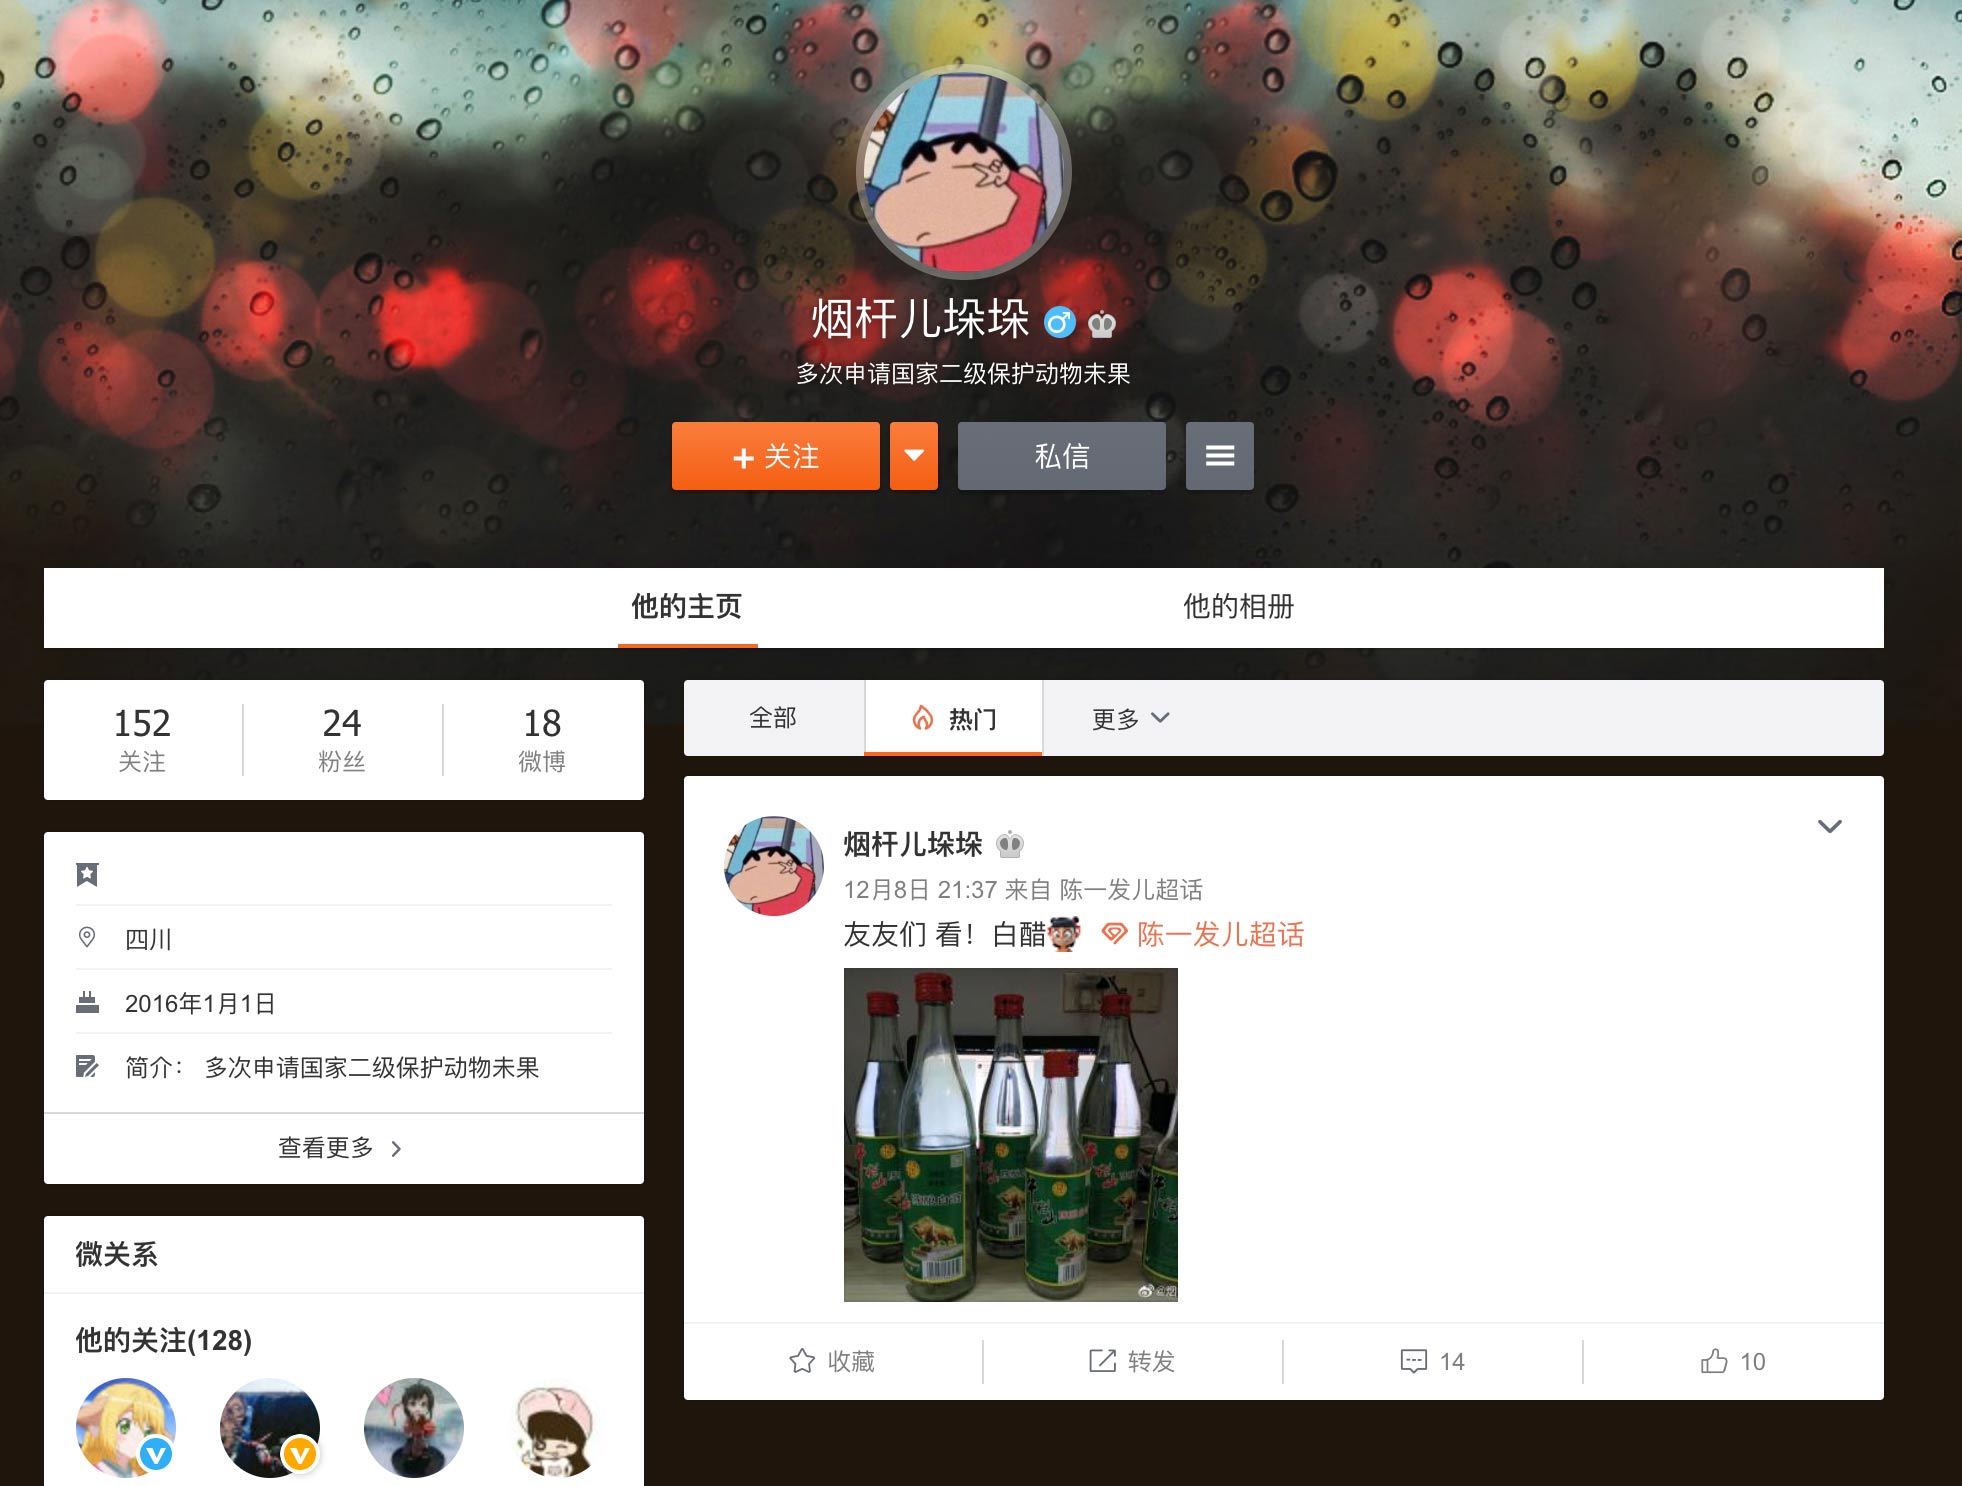 烟杆儿垛垛
多次申请国家二级保护动物未果
+ 关注
私信
他的主页
他的相册
152
关注
24
粉丝
18
微博
四川
2016年1月1日
简介： 多次申请国家二级保护动物未果
查看更多
微关系
他的关注(128)
全部
热门
更多
烟杆儿垛垛
12月8日 21:37 来自 陈一发儿超话
友友们 看！白醋 陈一发儿超话
收藏
转发
14
10